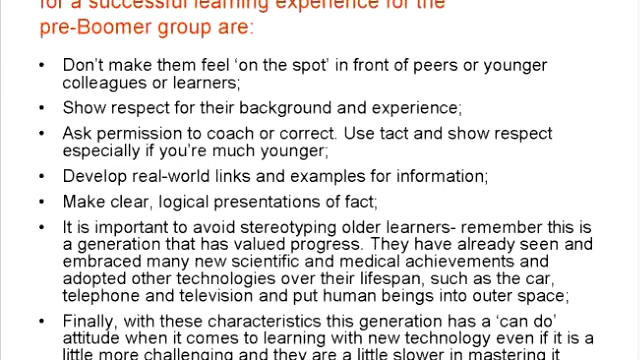 for a successful learning experience for the
pre-Boomer group are:
• Don't make them feel 'on the spot' in front of peers or younger
colleagues or learners;
• Show respect for their background and experience;
• Ask permission to coach or correct. Use tact and show respect
especially if you're much younger;
• Develop real-world links and examples for information;
• Make clear, logical presentations of fact;
• It is important to avoid stereotyping older learners- remember this is
a generation that has valued progress. They have already seen and
embraced many new scientific and medical achievements and
adopted other technologies over their lifespan, such as the car,
telephone and television and put human beings into outer space;
• Finally, with these characteristics this generation has a 'can do'
attitude when it comes to learning with new technology even if it is a
little more challenging and they are a little slower in mastering it